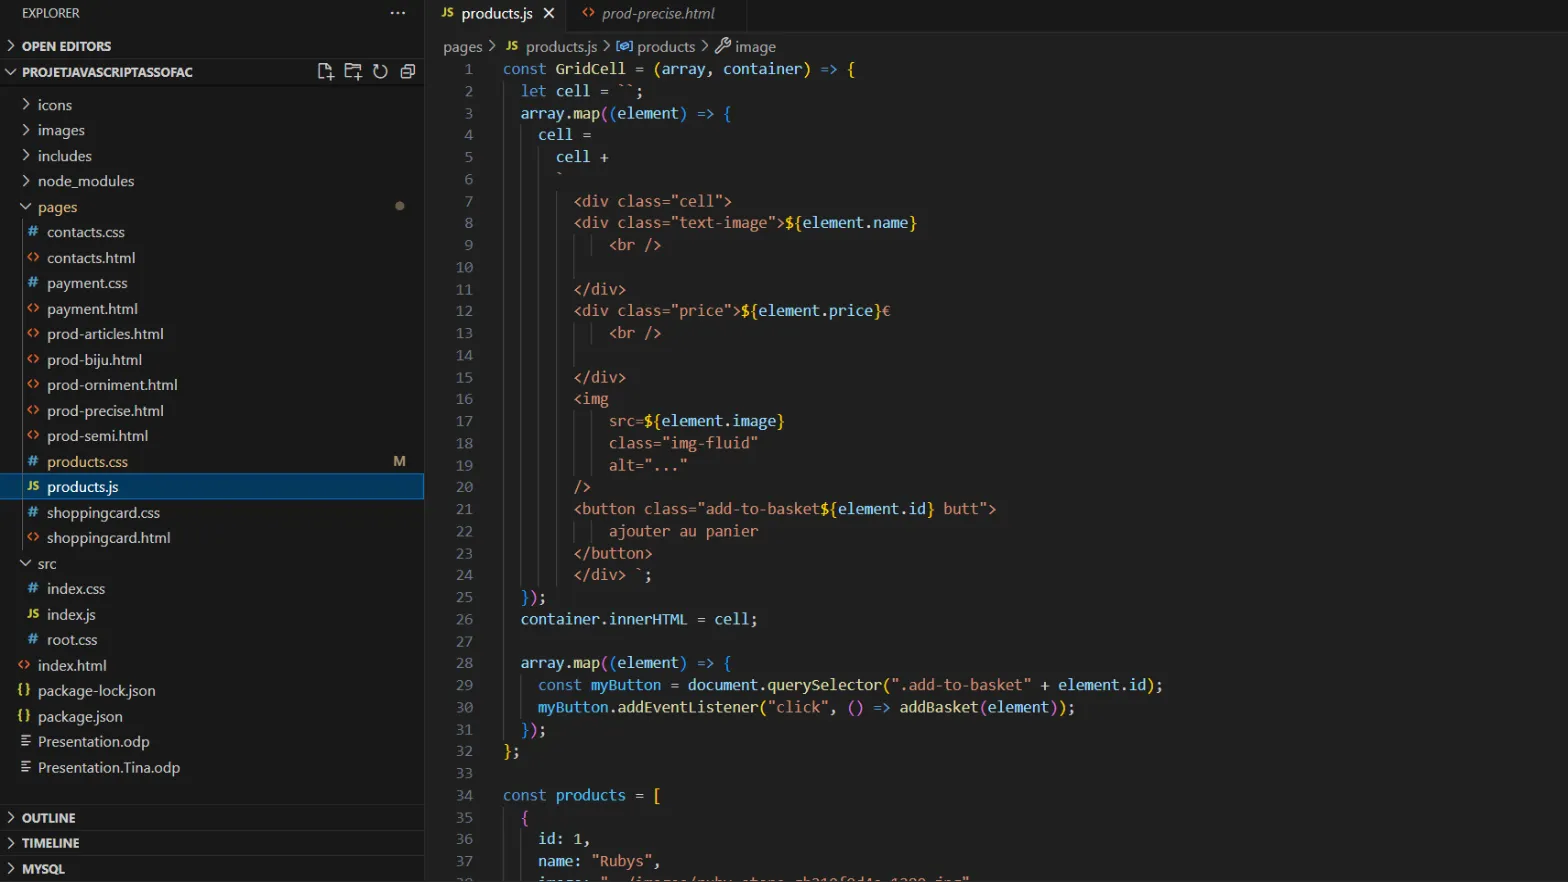 EXPLORER
OPEN EDITORS
PROJETJAVASCRIPTASSOFAC
icons
images
includes
node_modules
pages
# contacts.css
<> contacts.html
# payment.css
<> payment.html
<> prod-articles.html
<> prod-biju.html
<> prod-orniment.html
<> prod-precise.html
<> prod-semi.html
# products.css M
JS products.js
# shoppingcard.css
<> shoppingcard.html
src
# index.css
JS index.js
# root.css
<> index.html
{} package-lock.json
{} package.json
Presentation.odp
Presentation.Tina.odp
OUTLINE
TIMELINE
MYSQL
JS products.js <> prod-precise.html
pages > JS products.js > products > image
1 const GridCell = (array, container) => {
2 let cell = ``;
3 array.map((element) => {
4 cell =
5 cell +
6 `
7 <div class="cell">
8 <div class="text-image">${element.name}
9 <br />
10
11 </div>
12 <div class="price">${element.price}€
13 <br />
14
15 </div>
16 <img
17 src=${element.image}
18 class="img-fluid"
19 alt="..."
20 />
21 <button class="add-to-basket${element.id} butt">
22 ajouter au panier
23 </button>
24 </div> `;
25 });
26 container.innerHTML = cell;
27
28 array.map((element) => {
29 const myButton = document.querySelector(".add-to-basket" + element.id);
30 myButton.addEventListener("click", () => addBasket(element));
31 });
32 };
33
34 const products = [
35 {
36 id: 1,
37 name: "Rubys",